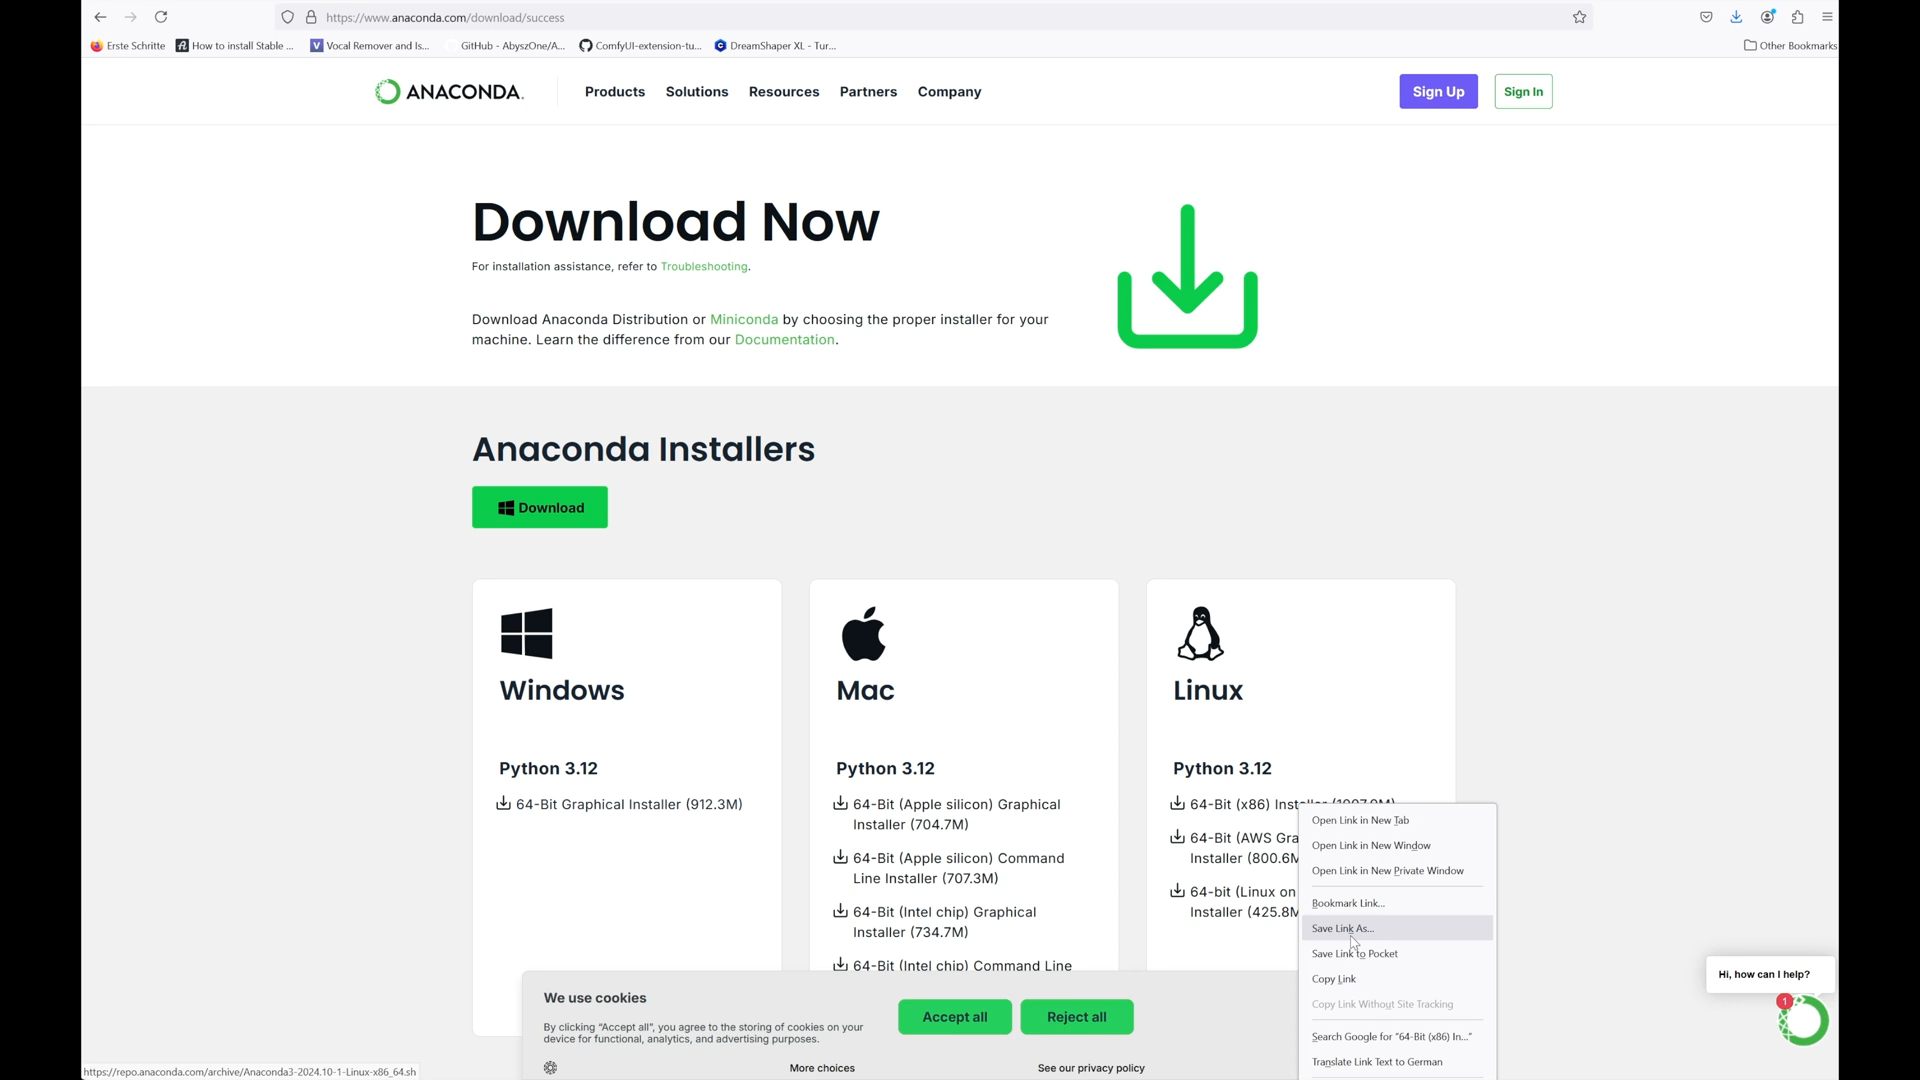 https://www.anaconda.com/download/success
Erste Schritte
How to install Stable ...
Vocal Remover and Is...
GitHub - AbyszOne/A...
ComfyUI-extension-tu...
DreamShaper XL - Tur...
Other Bookmarks
ANACONDA.
Products
Solutions
Resources
Partners
Company
Sign Up
Sign In
Download Now
For installation assistance, refer to Troubleshooting.
Download Anaconda Distribution or Miniconda by choosing the proper installer for your
machine. Learn the difference from our Documentation.
Anaconda Installers
Download
Windows
Python 3.12
64-Bit Graphical Installer (912.3M)
Mac
Python 3.12
64-Bit (Apple silicon) Graphical
Installer (704.7M)
64-Bit (Apple silicon) Command
Line Installer (707.3M)
64-Bit (Intel chip) Graphical
Installer (734.7M)
64-Bit (Intel chip) Command Line
Linux
Python 3.12
64-Bit (x86) Installer (1007.9M)
64-Bit (AWS Gra
Installer (800.6M
64-bit (Linux on
Installer (425.8M
Open Link in New Tab
Open Link in New Window
Open Link in New Private Window
Bookmark Link...
Save Link As...
Save Link to Pocket
Copy Link
Copy Link Without Site Tracking
Search Google for "64-Bit (x86) In..."
Translate Link Text to German
We use cookies
By clicking "Accept all", you agree to the storing of cookies on your
device for functional, analytics, and advertising purposes.
Accept all
Reject all
More choices
See our privacy policy
Hi, how can I help?
1
https://repo.anaconda.com/archive/Anaconda3-2024.10-1-Linux-x86_64.sh